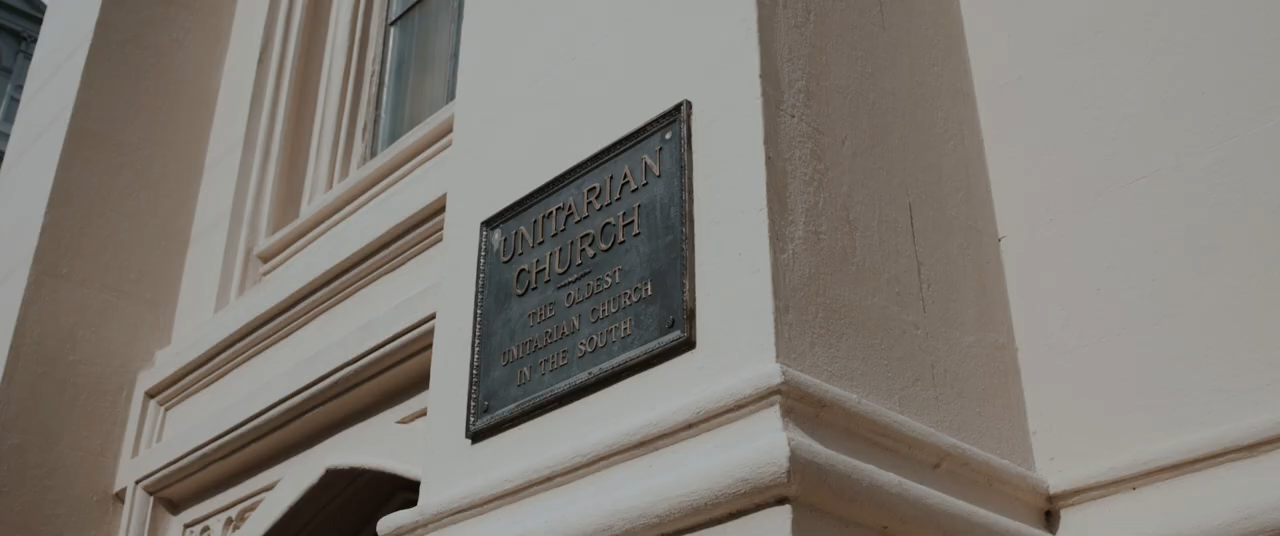 UNITARIAN
CHURCH
THE OLDEST
UNITARIAN CHURCH
IN THE SOUTH